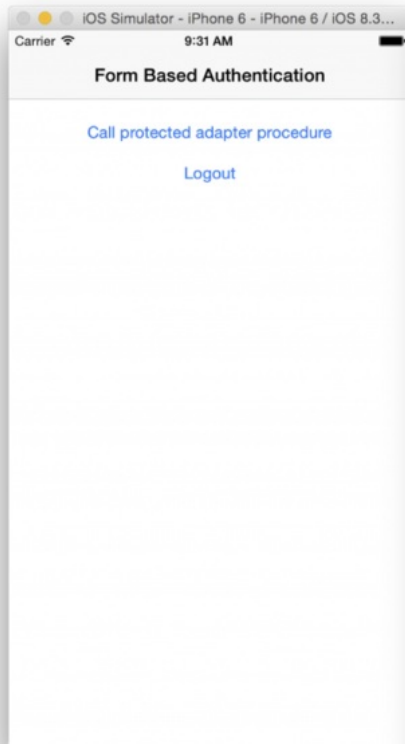 iOS Simulator - iPhone 6 - iPhone 6 / iOS 8.3...
Carrier 9:31 AM
Form Based Authentication
Call protected adapter procedure
Logout